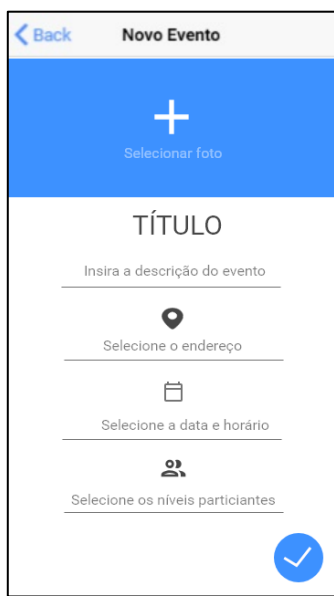 Back Novo Evento
Selecionar foto
TÍTULO
Insira a descrição do evento
Selecione o endereço
Selecione a data e horário
Selecione os níveis particiantes